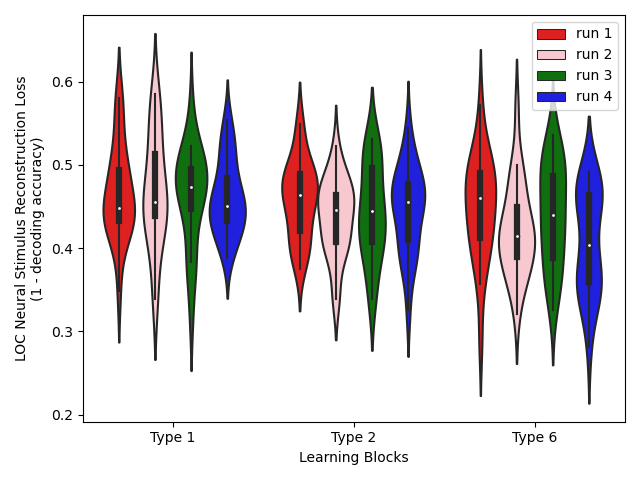 run 1
run 2
run 3
run 4
LOC Neural Stimulus Reconstruction Loss
(1 - decoding accuracy)
0.6
0.5
0.4
0.3
0.2
Type 1
Type 2
Type 6
Learning Blocks